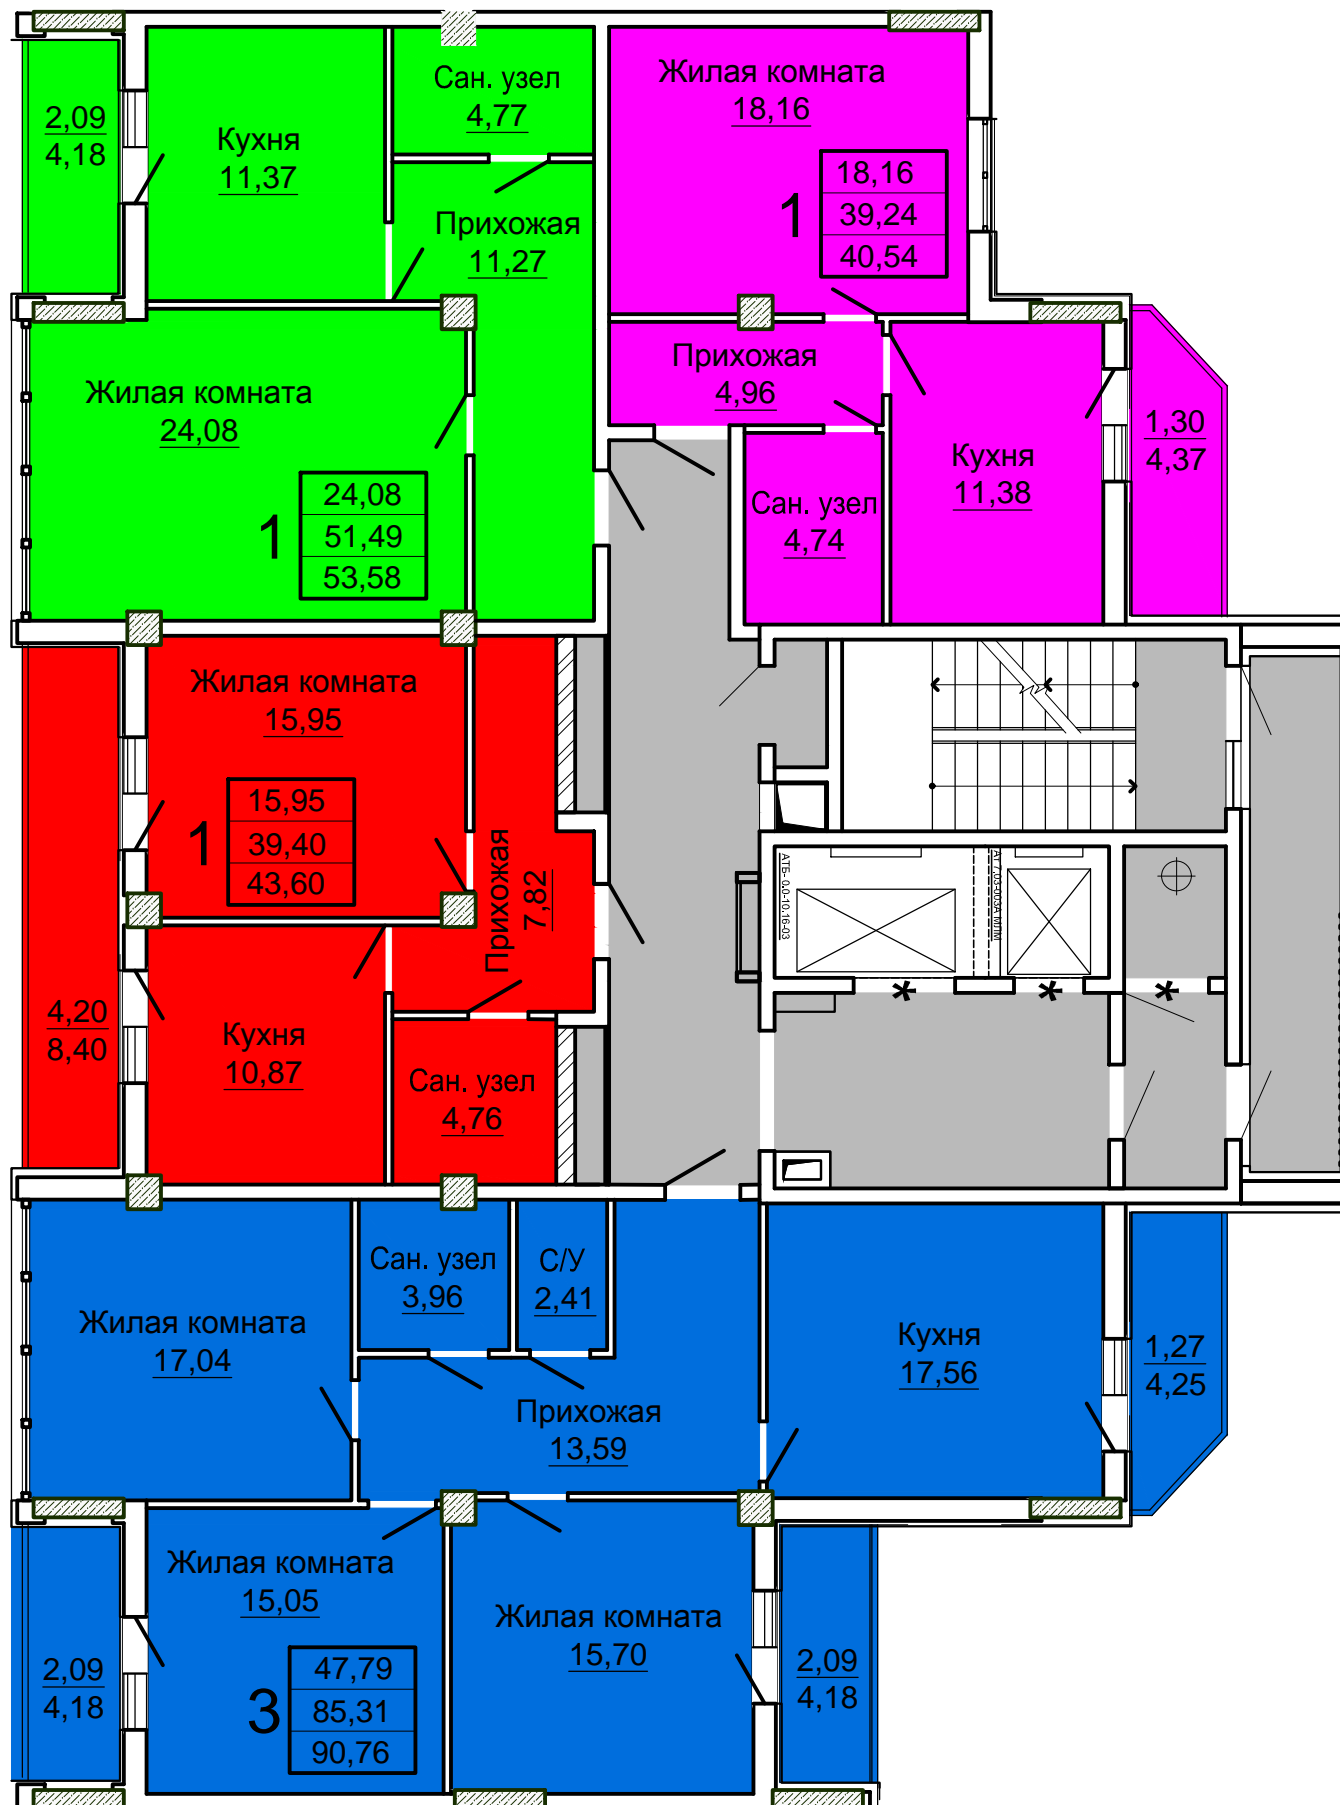 2,09
4,18
Кухня
11,37
Сан. узел
4,77
Прихожая
11,27
Жилая комната
24,08
1
24,08
51,49
53,58
Жилая комната
18,16
1
18,16
39,24
40,54
Прихожая
4,96
Сан. узел
4,74
Кухня
11,38
1,30
4,37
Жилая комната
15,95
1
15,95
39,40
43,60
Прихожая
7,82
4,20
8,40
Кухня
10,87
Сан. узел
4,76
Жилая комната
17,04
Сан. узел
3,96
С/У
2,41
Прихожая
13,59
Кухня
17,56
1,27
4,25
Жилая комната
15,05
3
47,79
85,31
90,76
2,09
4,18
Жилая комната
15,70
2,09
4,18